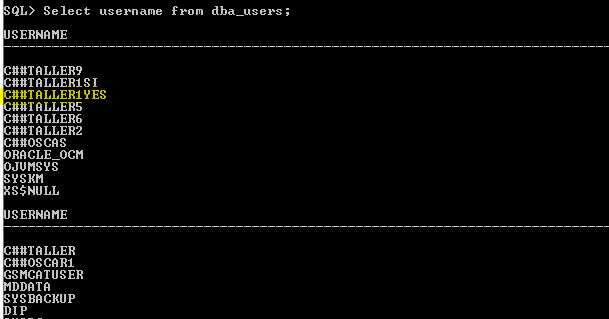 SQL> Select username from dba_users;
USERNAME
--------------------------------------------------------------------------------
C##TALLER9
C##TALLER1SI
C##TALLER1YES
C##TALLER5
C##TALLER6
C##TALLER2
C##OSCAS
ORACLE_OCM
OJVMSYS
SYSKM
XS$NULL
USERNAME
--------------------------------------------------------------------------------
C##TALLER
C##OSCAR1
GSMCATUSER
MDDATA
SYSBACKUP
DIP